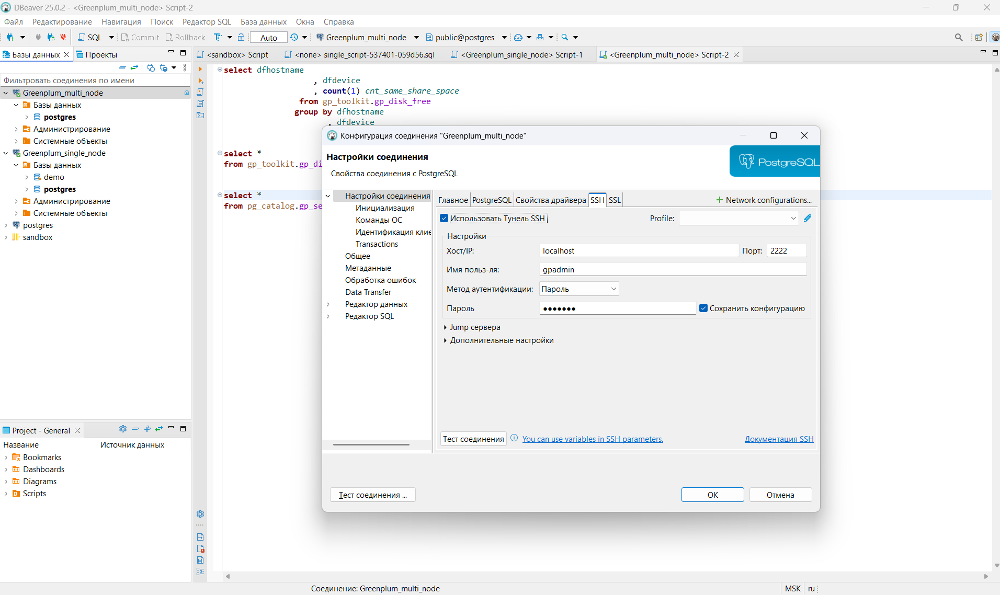 DBeaver 25.0.2 - <Greenplum_multi_node> Script-2
Файл Редактирование Навигация Поиск Редактор SQL База данных Окна Справка
SQL Commit Rollback Auto Greenplum_multi_node public@postgres
Базы данных Проекты
<sandbox> Script <none> single_script-537401-059d56.sql <Greenplum_single_node> Script-1 <Greenplum_multi_node> Script-2
Фильтровать соединения по имени
Greenplum_multi_node
Базы данных
postgres
Администрирование
Системные объекты
Greenplum_single_node
Базы данных
demo
postgres
Администрирование
Системные объекты
postgres
sandbox
select dfhostname
, dfdevice
, count(1) cnt_same_share_space
from gp_toolkit.gp_disk_free
group by dfhostname
, dfdevice
select *
from gp_toolkit.gp_di
select *
from pg_catalog.gp_se
Конфигурация соединения "Greenplum_multi_node"
Настройки соединения
Свойства соединения с PostgreSQL
PostgreSQL
Настройки соединения
Инициализация
Команды ОС
Идентификация клие
Transactions
Общее
Метаданные
Обработка ошибок
Data Transfer
Редактор данных
Редактор SQL
Главное PostgreSQL Свойства драйвера SSH SSL Network configurations...
Использовать Тунель SSH Profile:
Настройки
Хост/IP: localhost Порт: 2222
Имя польз-ля: gpadmin
Метод аутентификации: Пароль
Пароль ●●●●●●● Сохранить конфигурацию
Jump сервера
Дополнительные настройки
Тест соединения You can use variables in SSH parameters. Документация SSH
Тест соединения ... OK Отмена
Project - General
Название Источник данных
Bookmarks
Dashboards
Diagrams
Scripts
Соединение: Greenplum_multi_node MSK ru